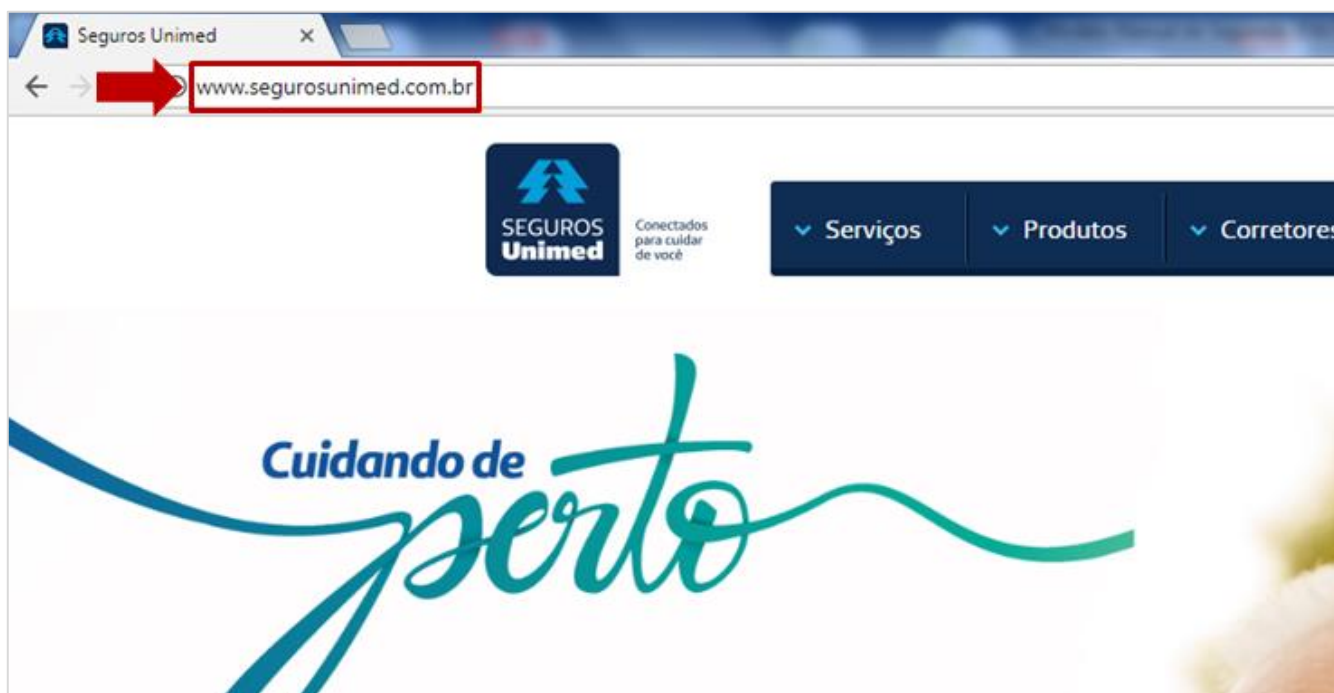 Seguros Unimed
www.segurosunimed.com.br
SEGUROS
Unimed
Conectados
para cuidar
de você
Serviços
Produtos
Corretores
Cuidando de
perto